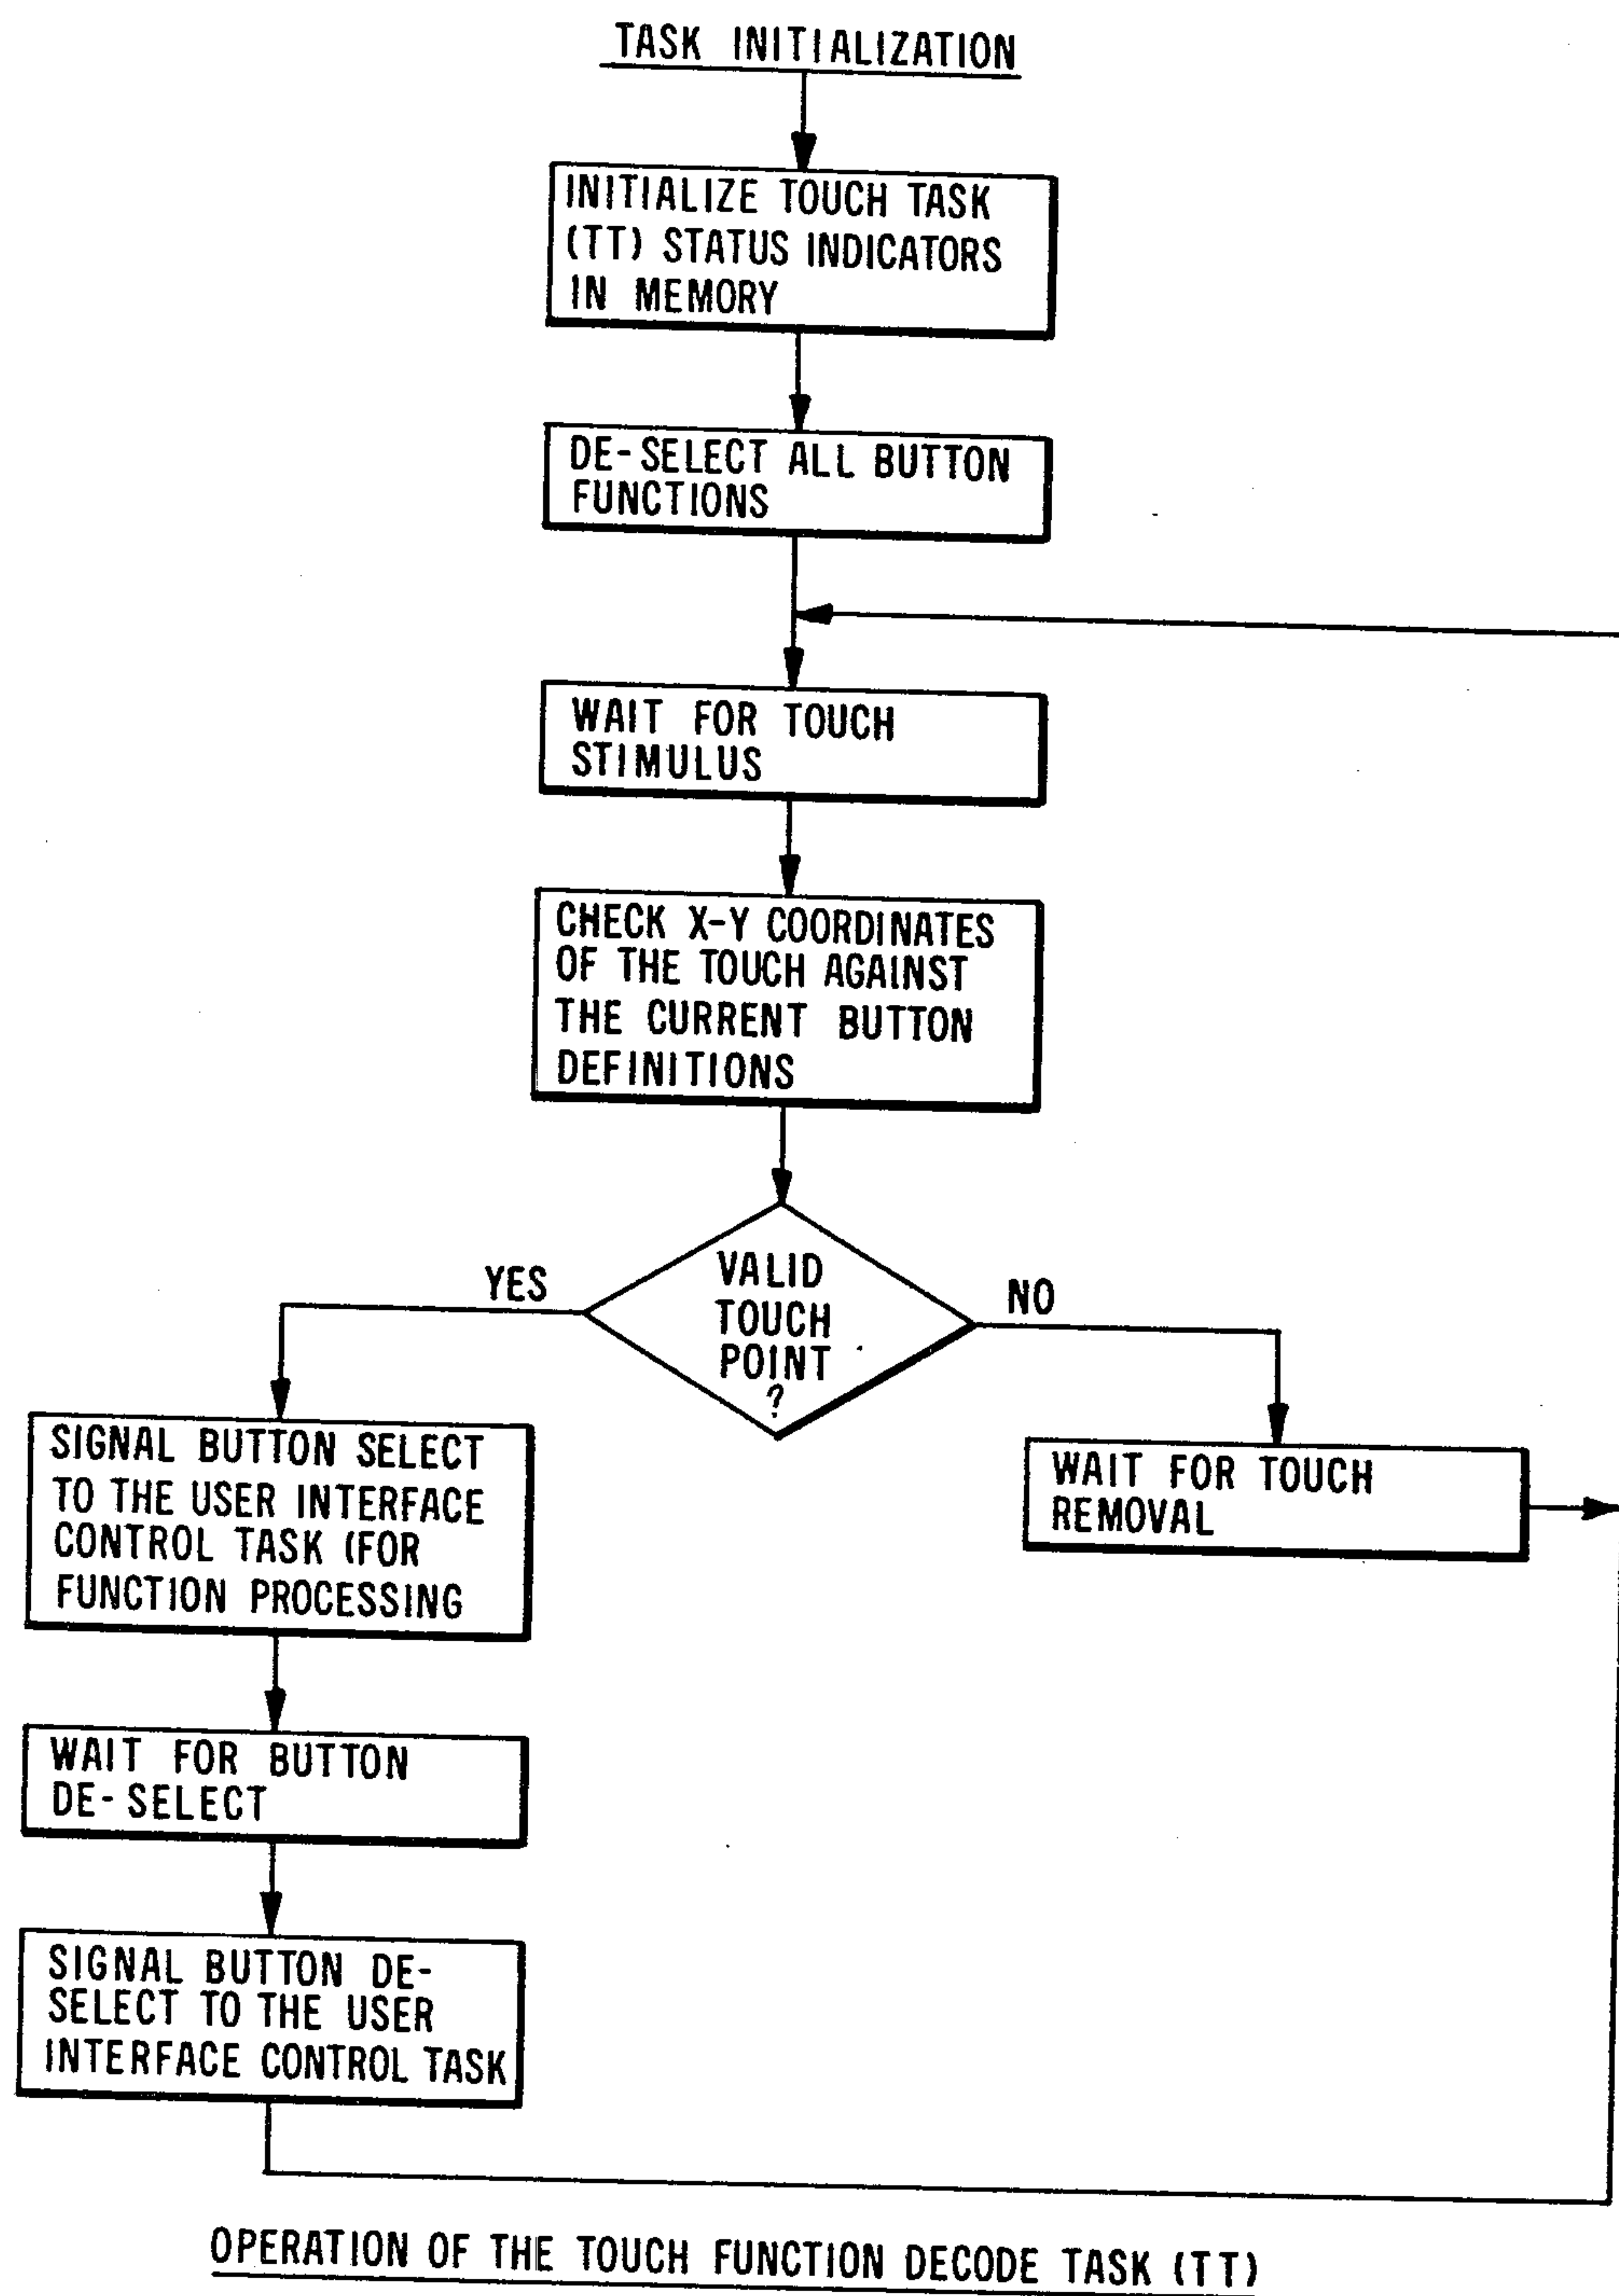 TASK INITIALIZATION
INITIALIZE TOUCH TASK
(TT) STATUS INDICATORS
IN MEMORY
DE-SELECT ALL BUTTON
FUNCTIONS
WAIT FOR TOUCH
STIMULUS
CHECK X-Y COORDINATES
OF THE TOUCH AGAINST
THE CURRENT BUTTON
DEFINITIONS
VALID
TOUCH
POINT
?
YES
NO
SIGNAL BUTTON SELECT
TO THE USER INTERFACE
CONTROL TASK (FOR
FUNCTION PROCESSING
WAIT FOR TOUCH
REMOVAL
WAIT FOR BUTTON
DE-SELECT
SIGNAL BUTTON DE-
SELECT TO THE USER
INTERFACE CONTROL TASK
OPERATION OF THE TOUCH FUNCTION DECODE TASK (TT)